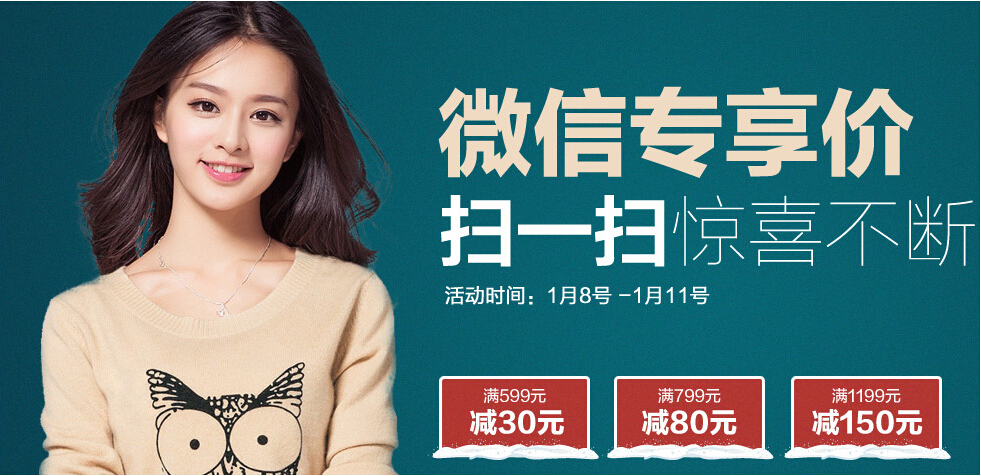 微信专享价
扫一扫惊喜不断
活动时间：1月8号 -1月11号
满599元
减30元
满799元
减80元
满1199元
减150元